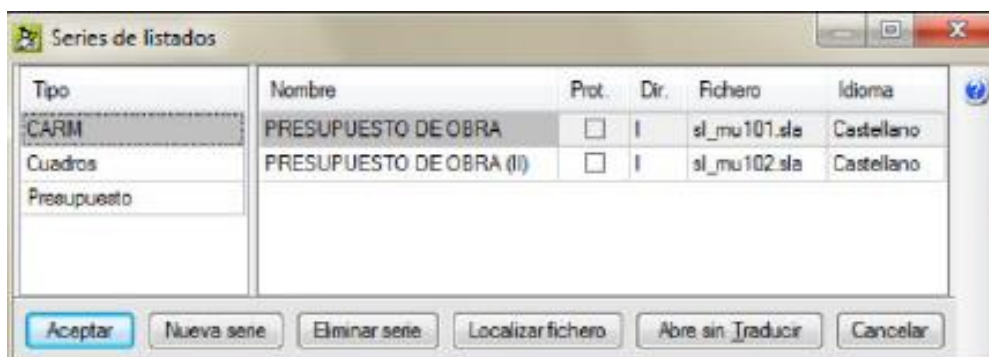 Series de listados
Tipo Nombre Prot. Dir. Fichero Idioma
CARM PRESUPUESTO DE OBRA I sl_mu101.sla Castellano
Cuadros PRESUPUESTO DE OBRA (II) I sl_mu102.sla Castellano
Presupuesto
Aceptar Nueva serie Eliminar serie Localizar fichero Abre sin Traducir Cancelar